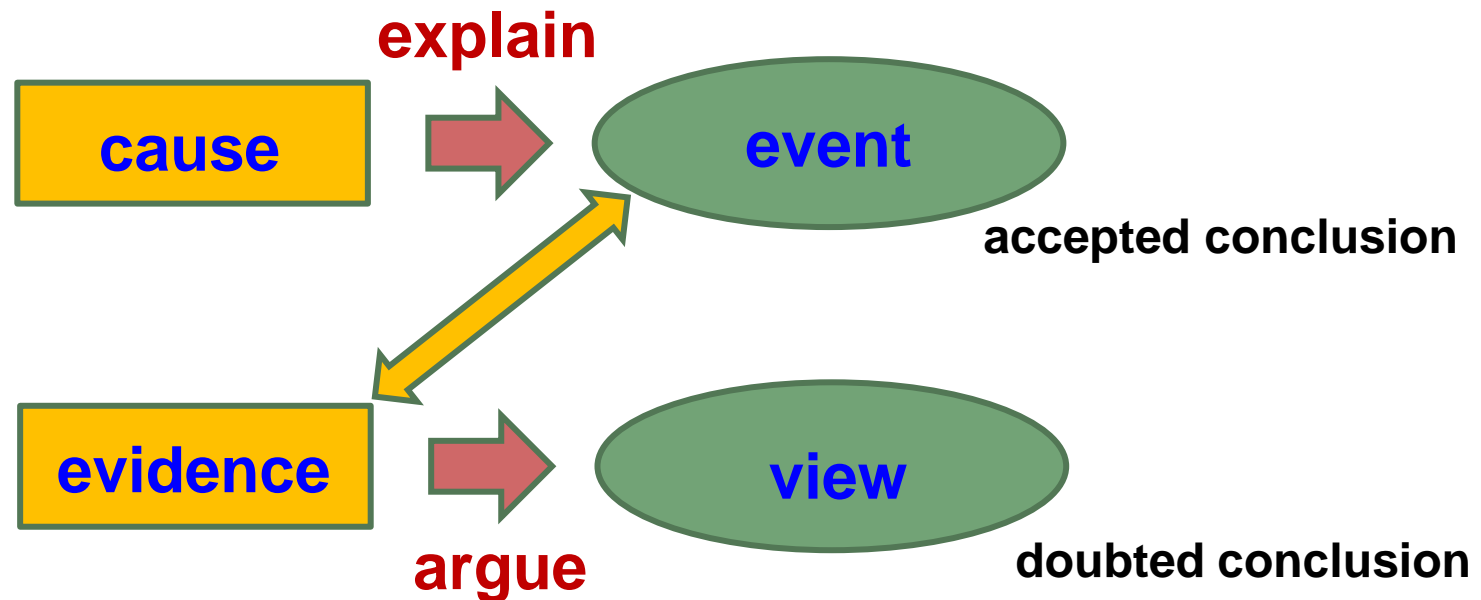 explain
cause
event
accepted conclusion
evidence
view
argue
doubted conclusion